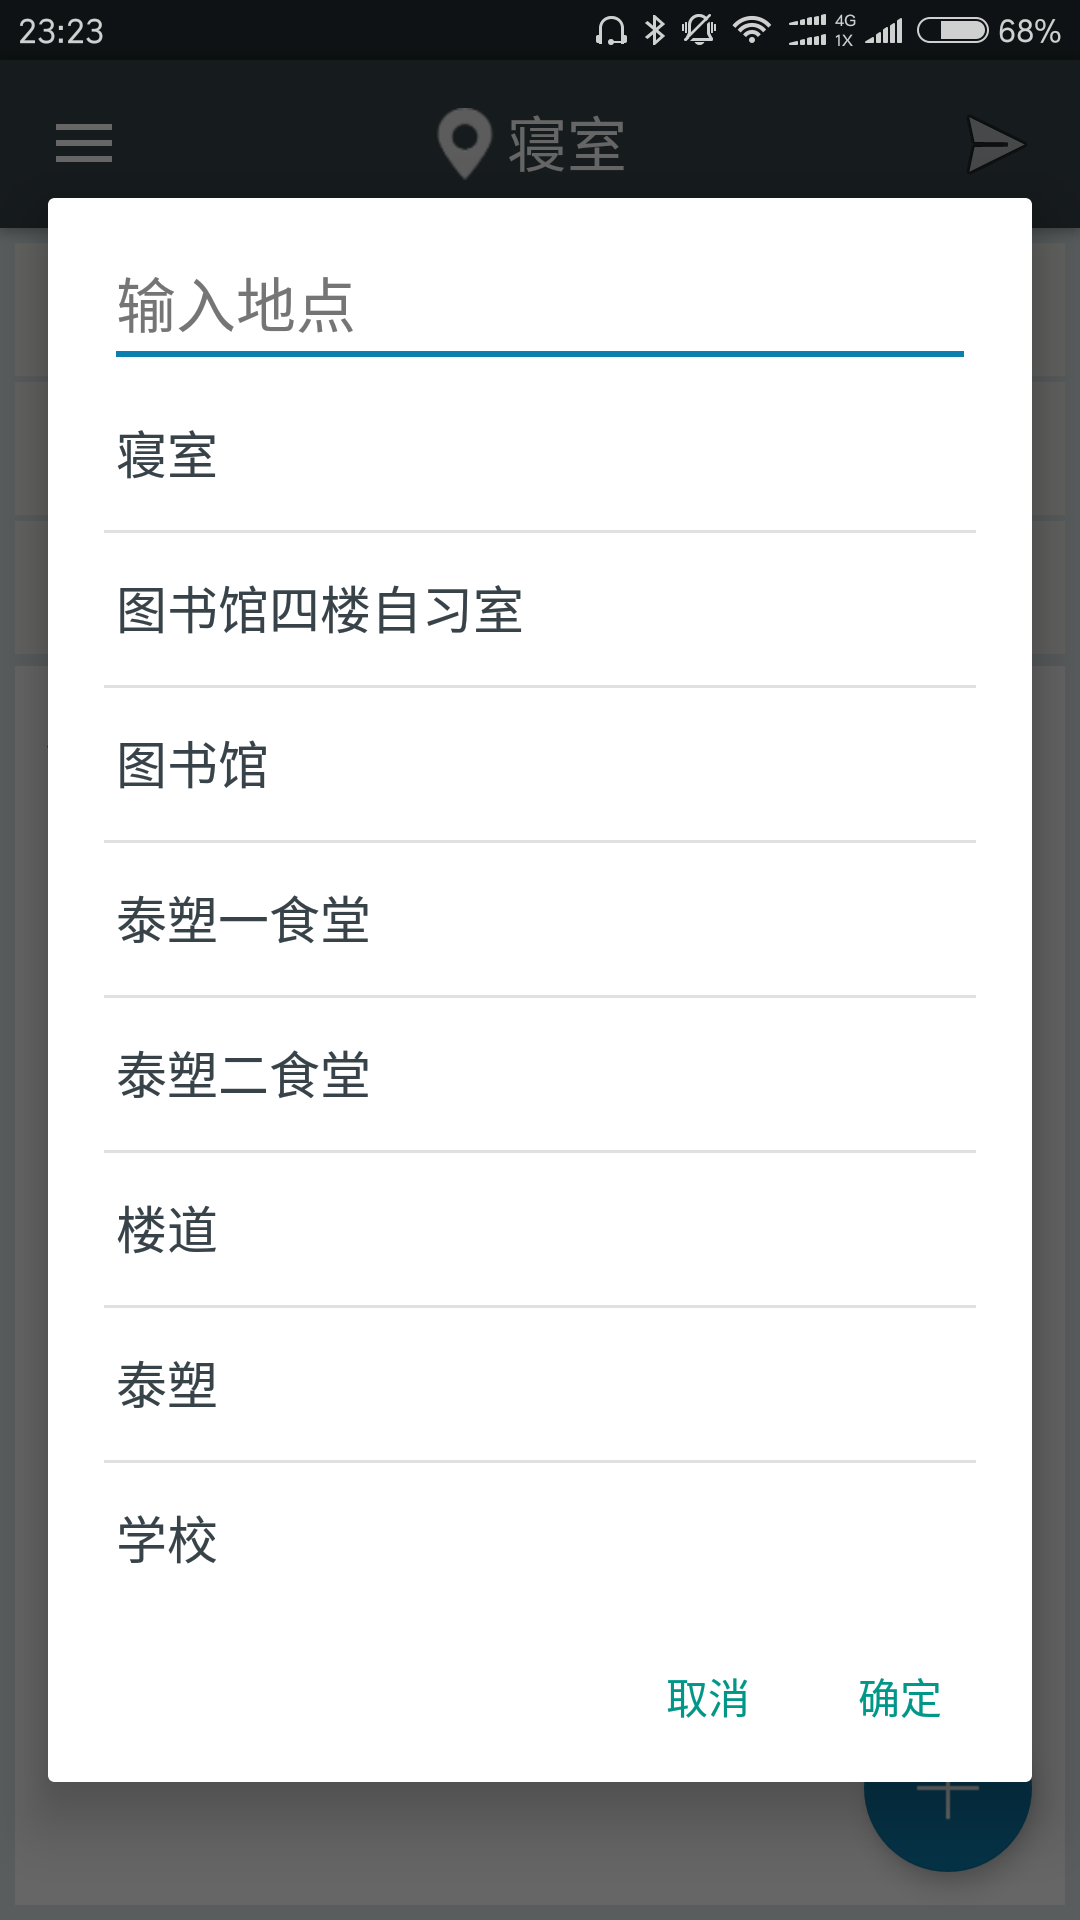 23:23
4G
1X
68%
寝室
输入地点
寝室
图书馆四楼自习室
图书馆
泰塑一食堂
泰塑二食堂
楼道
泰塑
学校
取消 确定